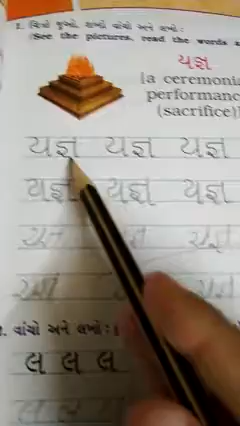 1. ચિત્રો જુઓ, શબ્દો વાંચો અને લખો :
(See the pictures, read the words a
યજ્ઞ
[a ceremonia
performance
(sacrifice)]
યજ્ઞ યજ્ઞ યજ્ઞ
યજ્ઞ યજ્ઞ યજ્ઞ
વાંચો અને લખો : (
લ લ લ
લ લ લ